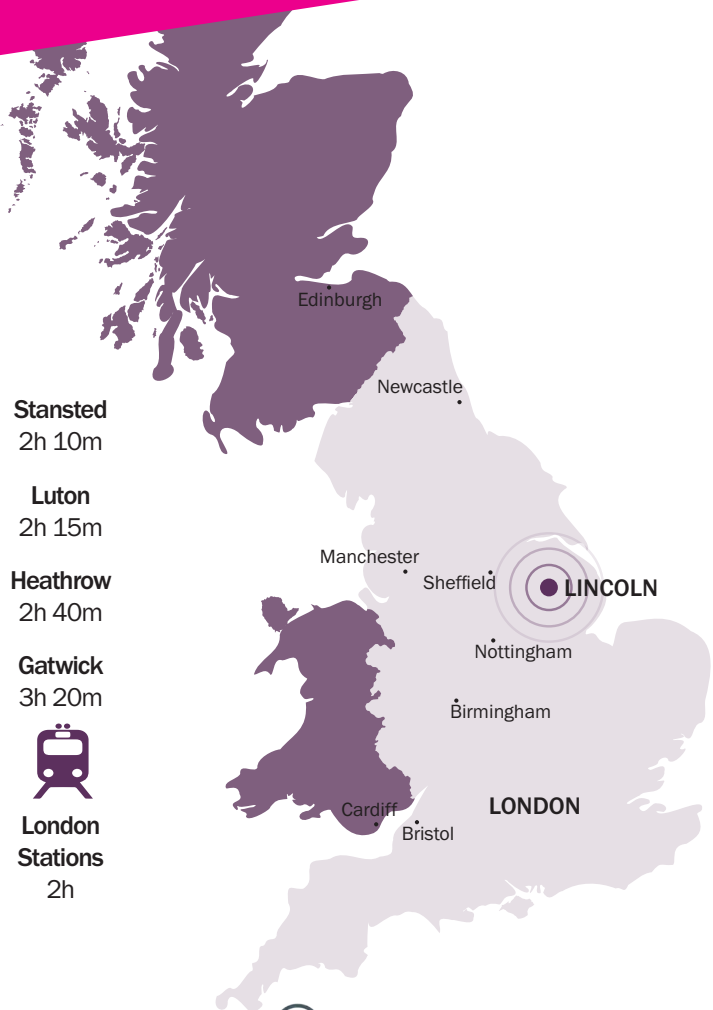 Edinburgh
Newcastle
Stansted
2h 10m
Luton
2h 15m
Manchester
Heathrow
2h 40m
Sheffield
LINCOLN
Gatwick
3h 20m
Nottingham
Birmingham
London
Stations
2h
Cardiff
LONDON
Bristol